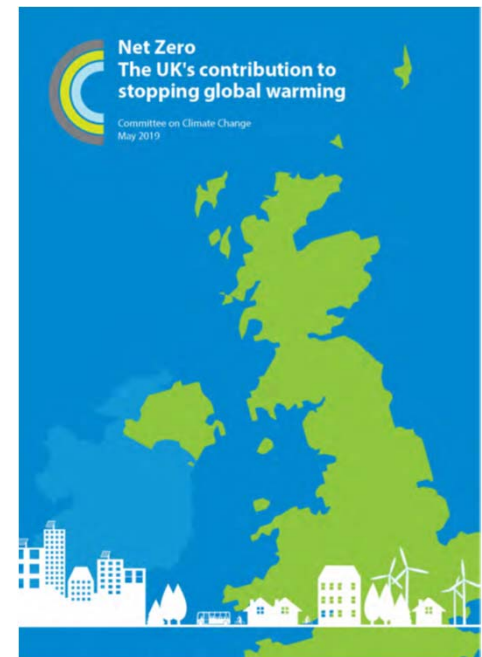 Net Zero
The UK's contribution to
stopping global warming
Committee on Climate Change
May 2019